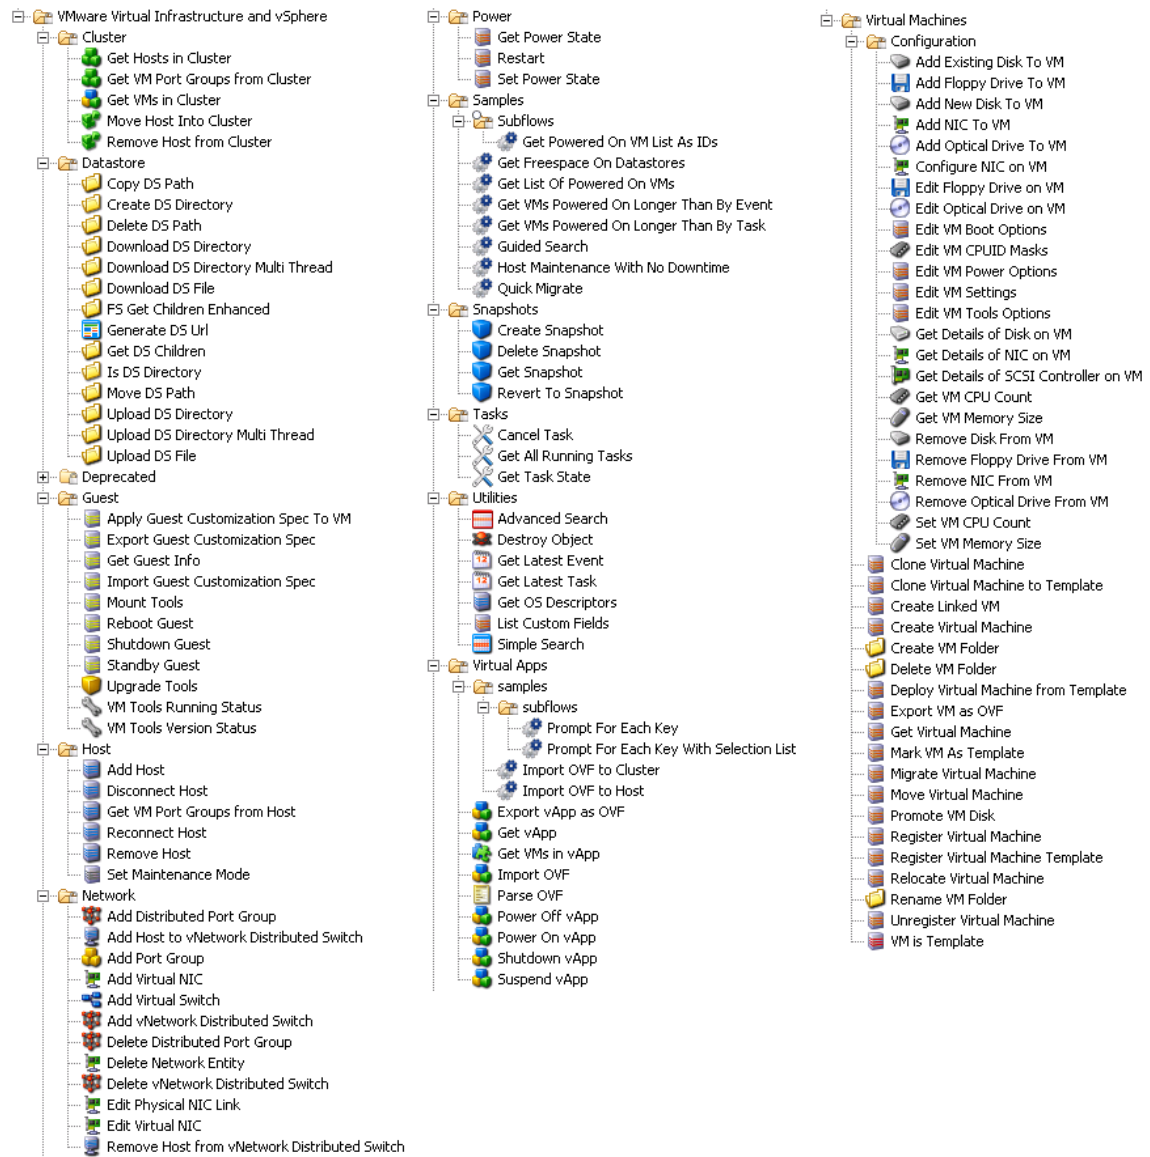 VMware Virtual Infrastructure and vSphere
Cluster
Get Hosts in Cluster
Get VM Port Groups from Cluster
Get VMs in Cluster
Move Host Into Cluster
Remove Host from Cluster
Datastore
Copy DS Path
Create DS Directory
Delete DS Path
Download DS Directory
Download DS Directory Multi Thread
Download DS File
FS Get Children Enhanced
Generate DS Url
Get DS Children
Is DS Directory
Move DS Path
Upload DS Directory
Upload DS Directory Multi Thread
Upload DS File
Deprecated
Guest
Apply Guest Customization Spec To VM
Export Guest Customization Spec
Get Guest Info
Import Guest Customization Spec
Mount Tools
Reboot Guest
Shutdown Guest
Standby Guest
Upgrade Tools
VM Tools Running Status
VM Tools Version Status
Host
Add Host
Disconnect Host
Get VM Port Groups from Host
Reconnect Host
Remove Host
Set Maintenance Mode
Network
Add Distributed Port Group
Add Host to vNetwork Distributed Switch
Add Port Group
Add Virtual NIC
Add Virtual Switch
Add vNetwork Distributed Switch
Delete Distributed Port Group
Delete Network Entity
Delete vNetwork Distributed Switch
Edit Physical NIC Link
Edit Virtual NIC
Remove Host from vNetwork Distributed Switch
Power
Get Power State
Restart
Set Power State
Samples
Subflows
Get Powered On VM List As IDs
Get Freespace On Datastores
Get List Of Powered On VMs
Get VMs Powered On Longer Than By Event
Get VMs Powered On Longer Than By Task
Guided Search
Host Maintenance With No Downtime
Quick Migrate
Snapshots
Create Snapshot
Delete Snapshot
Get Snapshot
Revert To Snapshot
Tasks
Cancel Task
Get All Running Tasks
Get Task State
Utilities
Advanced Search
Destroy Object
Get Latest Event
Get Latest Task
Get OS Descriptors
List Custom Fields
Simple Search
Virtual Apps
samples
subflows
Prompt For Each Key
Prompt For Each Key With Selection List
Import OVF to Cluster
Import OVF to Host
Export vApp as OVF
Get vApp
Get VMs in vApp
Import OVF
Parse OVF
Power Off vApp
Power On vApp
Shutdown vApp
Suspend vApp
Virtual Machines
Configuration
Add Existing Disk To VM
Add Floppy Drive To VM
Add New Disk To VM
Add NIC To VM
Add Optical Drive To VM
Configure NIC on VM
Edit Floppy Drive on VM
Edit Optical Drive on VM
Edit VM Boot Options
Edit VM CPUID Masks
Edit VM Power Options
Edit VM Settings
Edit VM Tools Options
Get Details of Disk on VM
Get Details of NIC on VM
Get Details of SCSI Controller on VM
Get VM CPU Count
Get VM Memory Size
Remove Disk From VM
Remove Floppy Drive From VM
Remove NIC From VM
Remove Optical Drive From VM
Set VM CPU Count
Set VM Memory Size
Clone Virtual Machine
Clone Virtual Machine to Template
Create Linked VM
Create Virtual Machine
Create VM Folder
Delete VM Folder
Deploy Virtual Machine from Template
Export VM as OVF
Get Virtual Machine
Mark VM As Template
Migrate Virtual Machine
Move Virtual Machine
Promote VM Disk
Register Virtual Machine
Register Virtual Machine Template
Relocate Virtual Machine
Rename VM Folder
Unregister Virtual Machine
VM is Template